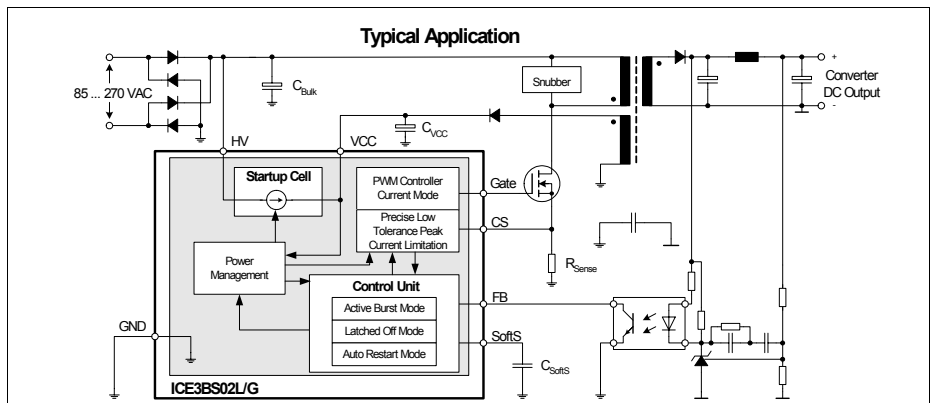 Typical Application
85 ... 270 VAC
C_Bulk
Snubber
+
Converter
DC Output
-
C_VCC
HV
VCC
Startup Cell
PWM Controller
Current Mode
Gate
Precise Low
Tolerance Peak
Current Limitation
CS
R_Sense
Power
Management
Control Unit
FB
Active Burst Mode
Latched Off Mode
Auto Restart Mode
GND
SoftS
C_SoftS
ICE3BS02L/G